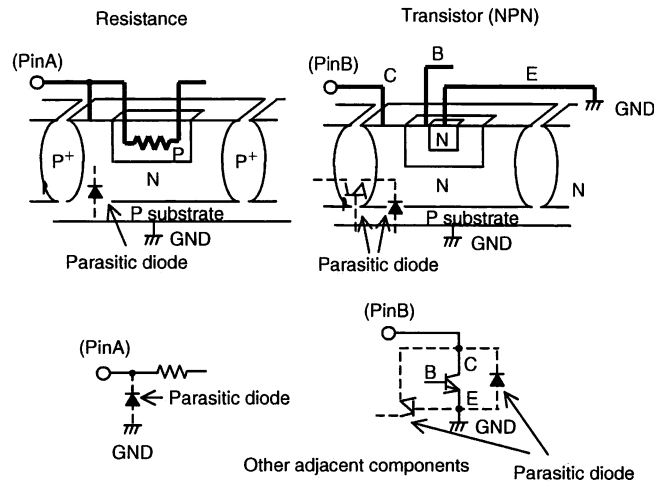 Resistance
Transistor (NPN)
(PinA)
(PinB)
B
C
E
GND
P+
P
P+
N
N
N
N
P substrate
P substrate
GND
GND
Parasitic diode
Parasitic diode
(PinB)
(PinA)
C
B
Parasitic diode
E
GND
GND
Other adjacent components
Parasitic diode